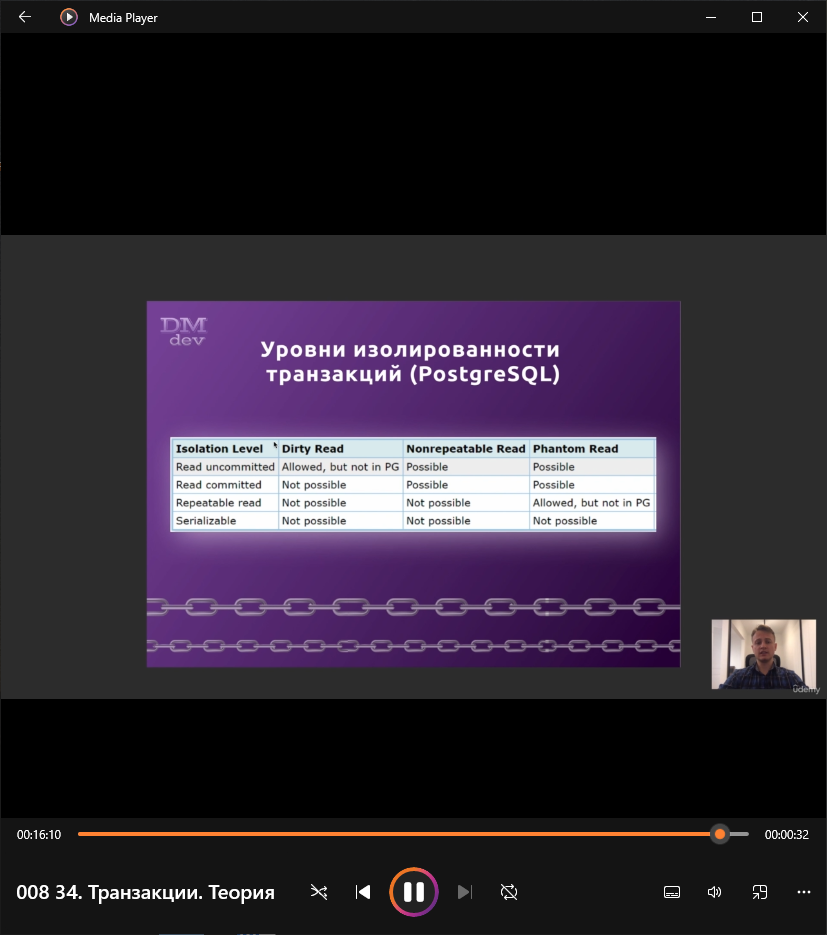 Media Player
DM
dev
Уровни изолированности
транзакций (PostgreSQL)
Isolation Level Dirty Read Nonrepeatable Read Phantom Read
Read uncommitted Allowed, but not in PG Possible Possible
Read committed Not possible Possible Possible
Repeatable read Not possible Not possible Allowed, but not in PG
Serializable Not possible Not possible Not possible
udemy
00:16:10 00:00:32
008 34. Транзакции. Теория